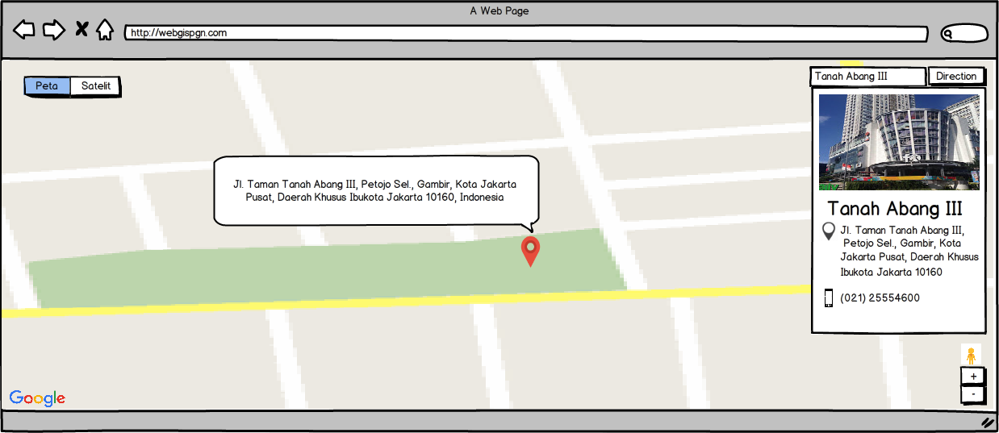 A Web Page
http://webgispgn.com
Peta
Satelit
Tanah Abang III
Direction
Jl. Taman Tanah Abang III, Petojo Sel., Gambir, Kota Jakarta
Pusat, Daerah Khusus Ibukota Jakarta 10160, Indonesia
Tanah Abang III
Jl. Taman Tanah Abang III,
Petojo Sel., Gambir, Kota
Jakarta Pusat, Daerah Khusus
Ibukota Jakarta 10160
(021) 25554600
+
-
Google